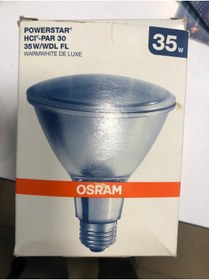 POWERSTAR®
HCI®-PAR 30
35W/WDL FL
WARMWHITE DE LUXE
35W
OSRAM